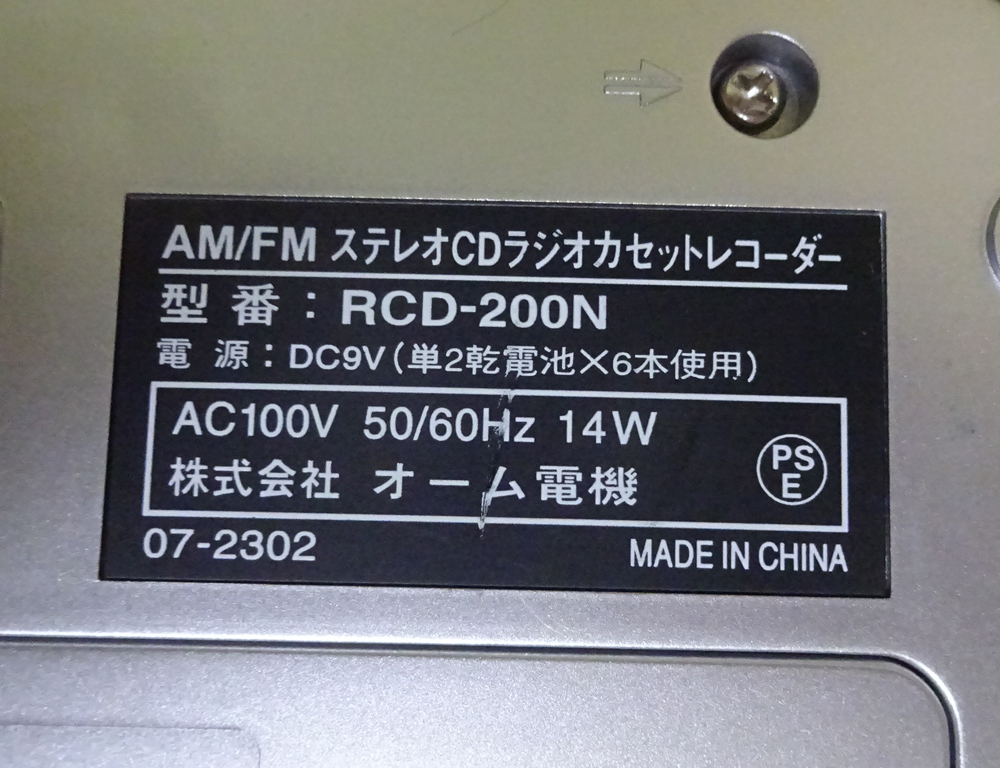 AM/FM ステレオCDラジオカセットレコーダー
型番：RCD-200N
電源：DC9V（単2乾電池×6本使用）
AC100V 50/60Hz 14W
株式会社 オーム電機
PS
E
07-2302
MADE IN CHINA